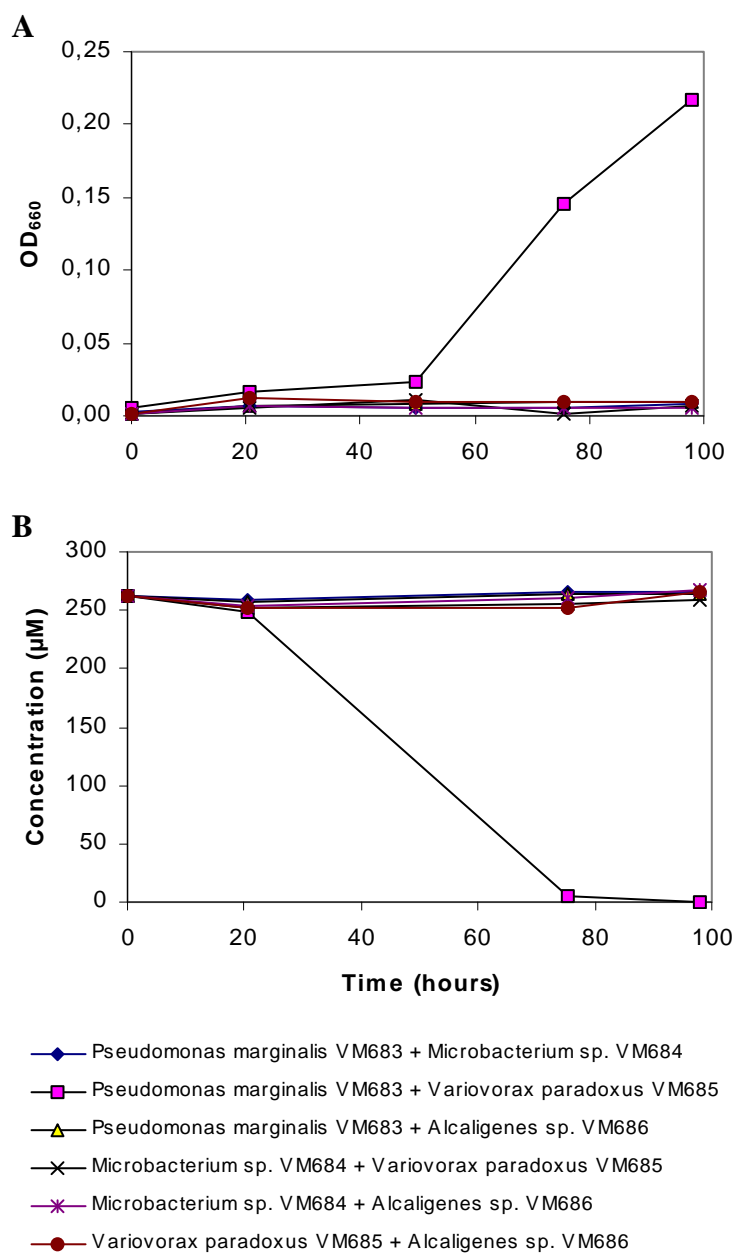 A
0,25
0,20
0,15
0,10
0,05
0,00
OD660
0 20 40 60 80 100
B
300
250
200
150
100
50
0
Concentration (µM)
0 20 40 60 80 100
Time (hours)
Pseudomonas marginalis VM683 + Microbacterium sp. VM684
Pseudomonas marginalis VM683 + Variovorax paradoxus VM685
Pseudomonas marginalis VM683 + Alcaligenes sp. VM686
Microbacterium sp. VM684 + Variovorax paradoxus VM685
Microbacterium sp. VM684 + Alcaligenes sp. VM686
Variovorax paradoxus VM685 + Alcaligenes sp. VM686